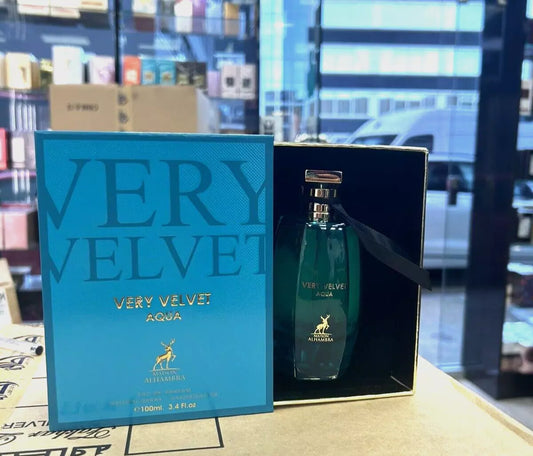 VERY
VELVET
VERY VELVET
AQUA
MAISON
ALHAMBRA
100ml. 3.4 Fl.oz
VERY VELVET
AQUA
MAISON
ALHAMBRA